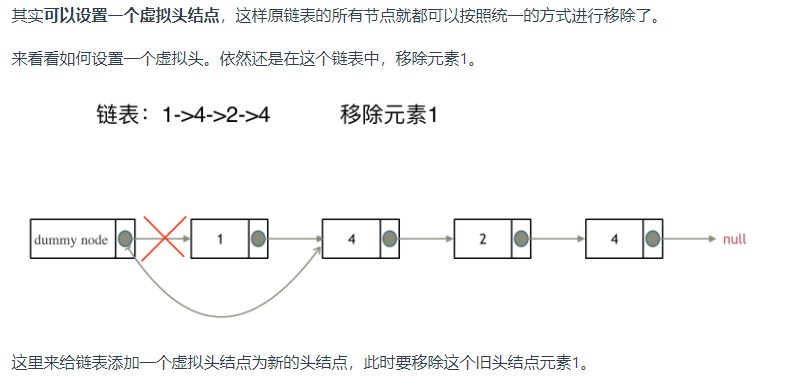 其实可以设置一个虚拟头结点，这样原链表的所有节点就都可以按照统一的方式进行移除了。
来看看如何设置一个虚拟头。依然还是在这个链表中，移除元素1。
链表：1->4->2->4 移除元素1
dummy node 1 4 2 4 null
这里来给链表添加一个虚拟头结点为新的头结点，此时要移除这个旧头结点元素1。